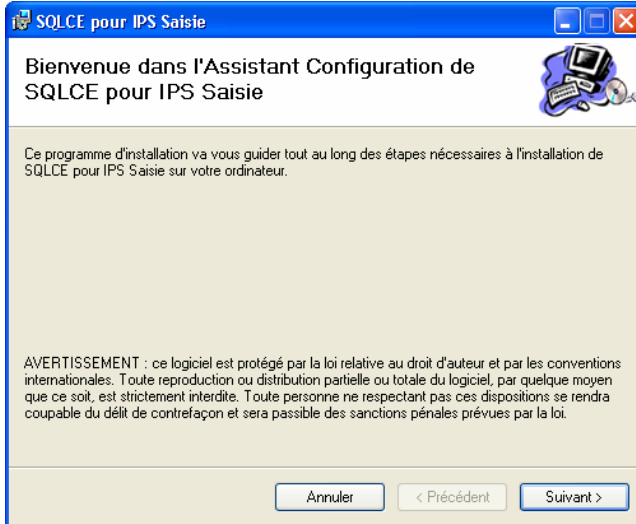 SQLCE pour IPS Saisie
Bienvenue dans l'Assistant Configuration de
SQLCE pour IPS Saisie
Ce programme d'installation va vous guider tout au long des étapes nécessaires à l'installation de
SQLCE pour IPS Saisie sur votre ordinateur.
AVERTISSEMENT : ce logiciel est protégé par la loi relative au droit d'auteur et par les conventions
internationales. Toute reproduction ou distribution partielle ou totale du logiciel, par quelque moyen
que ce soit, est strictement interdite. Toute personne ne respectant pas ces dispositions se rendra
coupable du délit de contrefaçon et sera passible des sanctions pénales prévues par la loi.
Annuler
< Précédent
Suivant >